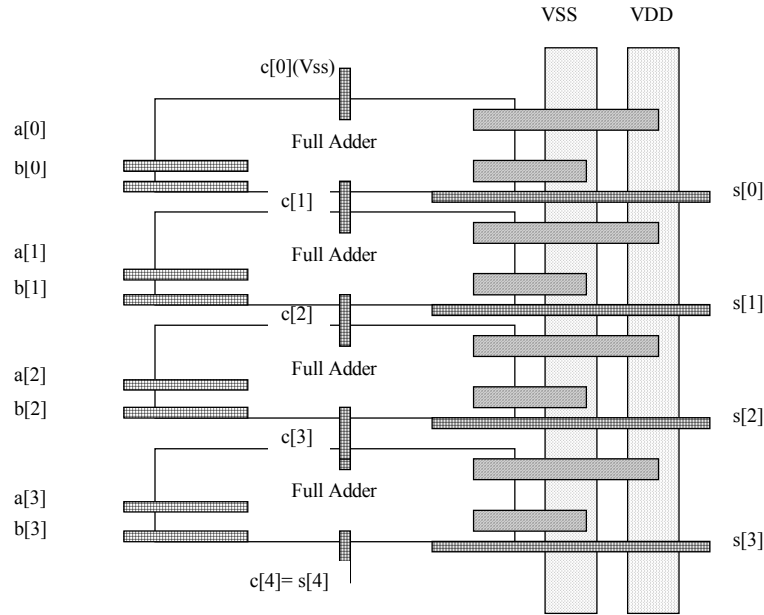 VSS VDD
c[0](Vss)
a[0]
Full Adder
b[0]
s[0]
c[1]
a[1]
Full Adder
b[1]
s[1]
c[2]
a[2]
Full Adder
b[2]
s[2]
c[3]
a[3]
Full Adder
b[3]
s[3]
c[4]= s[4]